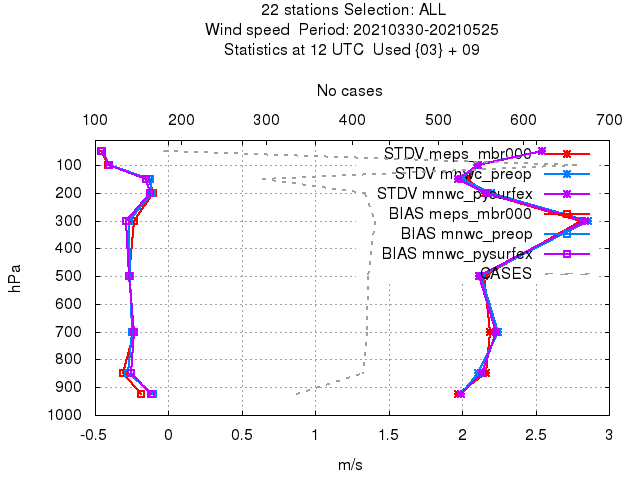 22 stations Selection: ALL
Wind speed  Period: 20210330-20210525
Statistics at 12 UTC  Used {03} + 09
No cases
100 200 300 400 500 600 700
STDV meps_mbr000
STDV mnwc_preop
STDV mnwc_pysurfex
BIAS meps_mbr000
BIAS mnwc_preop
BIAS mnwc_pysurfex
CASES
hPa
100
200
300
400
500
600
700
800
900
1000
-0.5 0 0.5 1 1.5 2 2.5 3
m/s